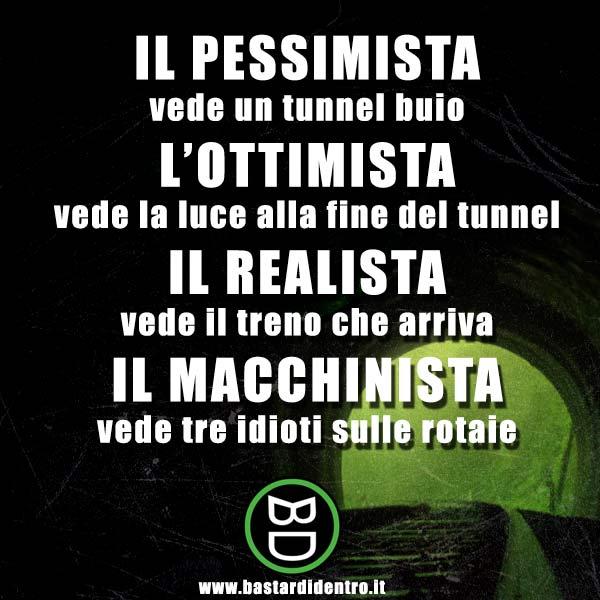 IL PESSIMISTA
vede un tunnel buio
L'OTTIMISTA
vede la luce alla fine del tunnel
IL REALISTA
vede il treno che arriva
IL MACCHINISTA
vede tre idioti sulle rotaie
BD
www.bastardidentro.it